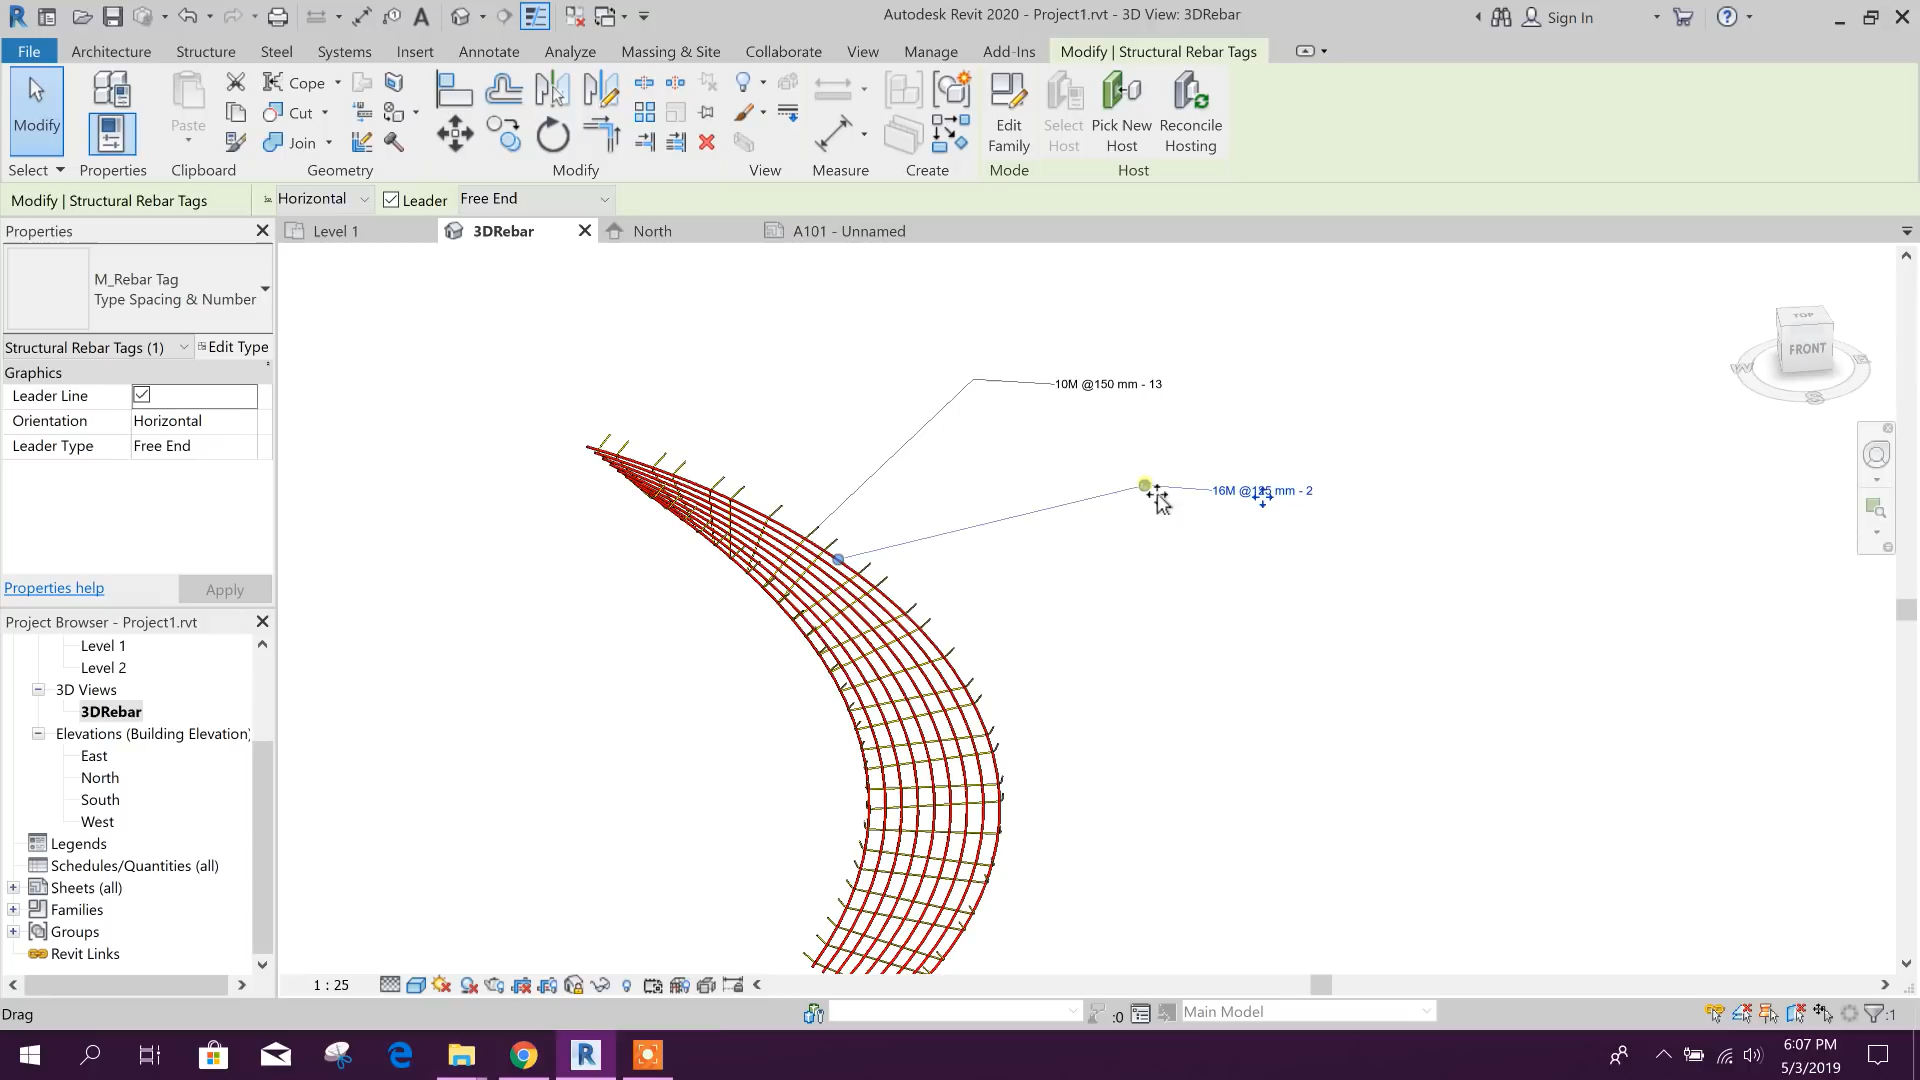 Autodesk Revit 2020 - Project1.rvt - 3D View: 3DRebar
Sign In
File Architecture Structure Steel Systems Insert Annotate Analyze Massing & Site Collaborate View Manage Add-Ins Modify | Structural Rebar Tags
Modify
Paste
Cope
Cut
Join
Edit Family
Select Host
Pick New Host
Reconcile Hosting
Select Properties Clipboard Geometry Modify View Measure Create Mode Host
Modify | Structural Rebar Tags Horizontal Leader Free End
Properties
Level 1 3DRebar North A101 - Unnamed
M_Rebar Tag
Type Spacing & Number
Structural Rebar Tags (1) Edit Type
Graphics
Leader Line
Orientation Horizontal
Leader Type Free End
Properties help Apply
Project Browser - Project1.rvt
Level 1
Level 2
3D Views
3DRebar
Elevations (Building Elevation)
East
North
South
West
Legends
Schedules/Quantities (all)
Sheets (all)
Families
Groups
Revit Links
10M @150 mm - 13
16M @125 mm - 2
TOP
FRONT
W
S
E
1 : 25
Drag
:0
Main Model
:1
6:07 PM
5/3/2019